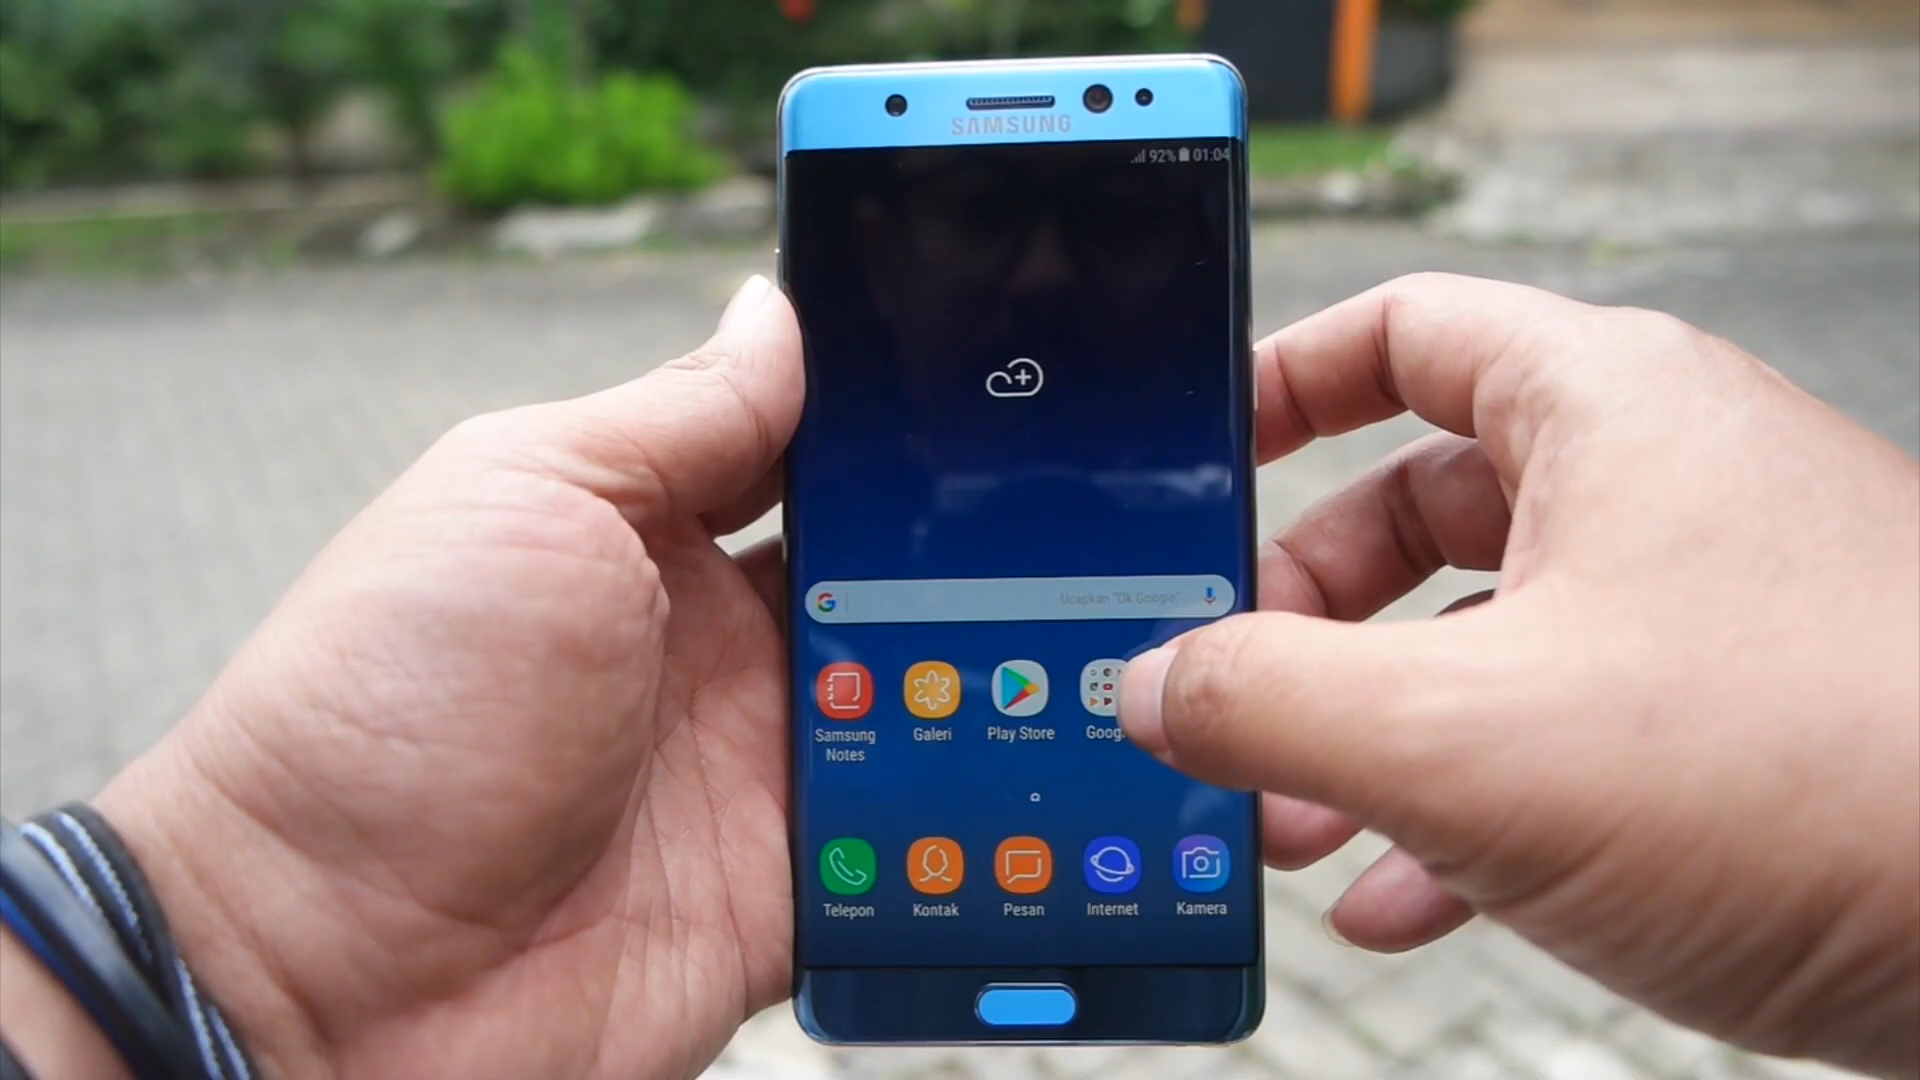 SAMSUNG
92% 01:04
Ucapkan "Ok Google"
Samsung Notes
Galeri
Play Store
Telepon
Kontak
Pesan
Internet
Kamera